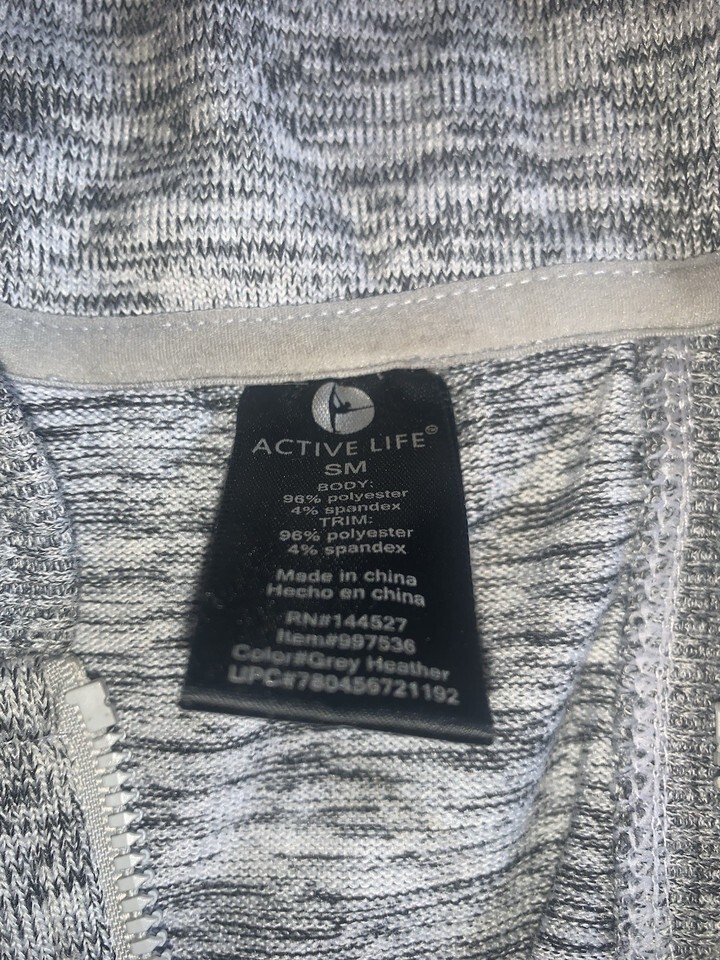 ACTIVE LIFE®
SM
BODY:
96% polyester
4% spandex
TRIM:
96% polyester
4% spandex
Made in china
Hecho en china
RN#144527
Item#997536
Color#Grey Heather
UPC#780456721192